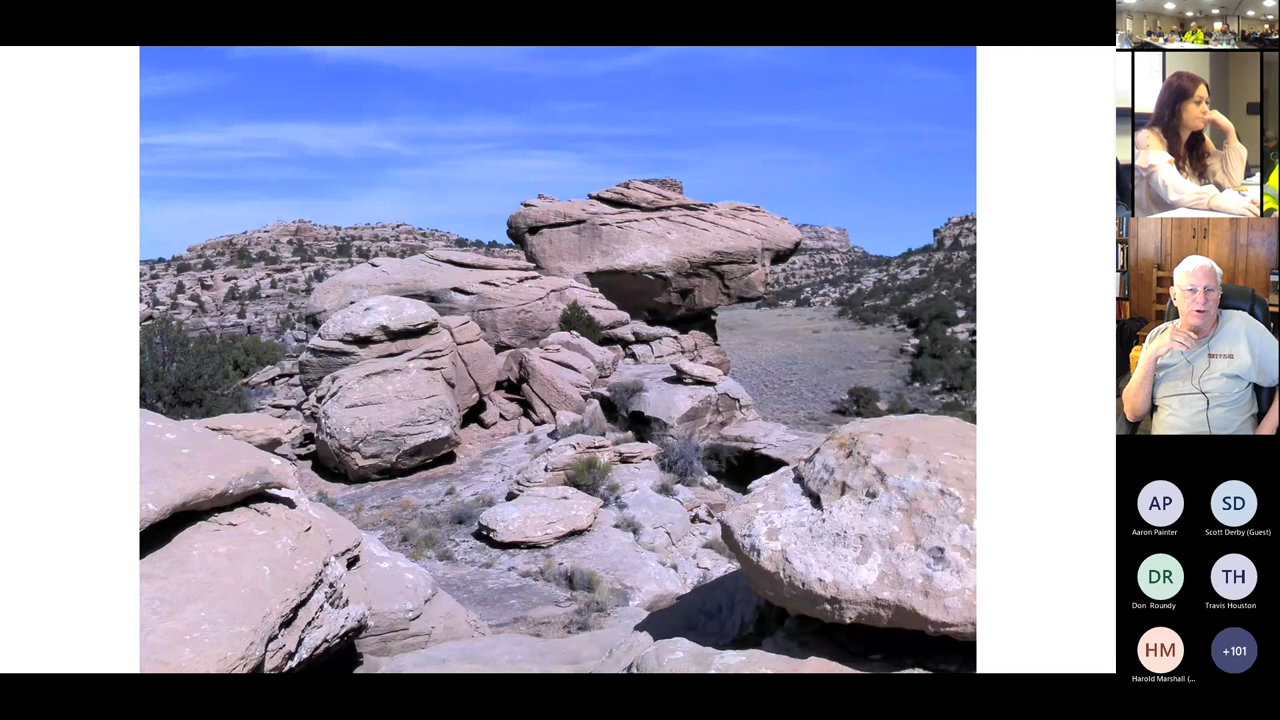 AP
SD
Aaron Painter
Scott Derby (Guest)
DR
TH
Don Roundy
Travis Houston
HM
+101
Harold Marshall (...